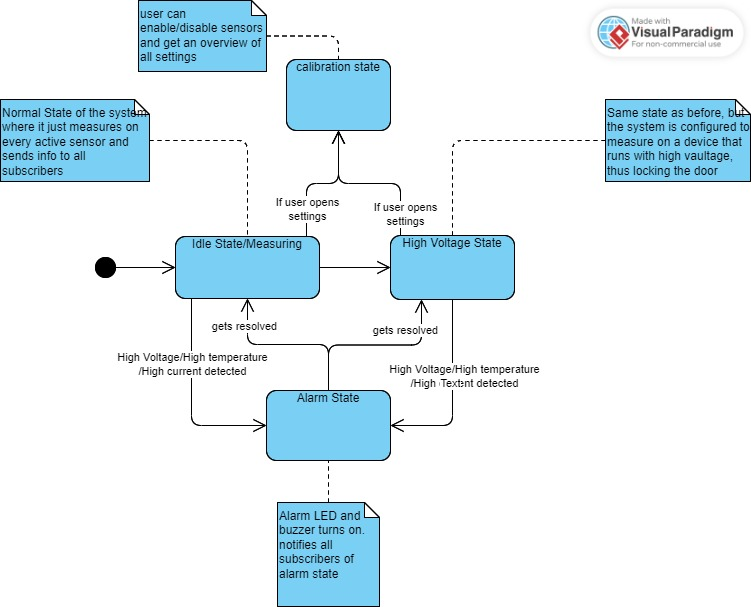 user can
enable/disable sensors
and get an overview of
all settings
Made with
VisualParadigm
For non-commercial use
calibration state
Normal State of the system
where it just measures on
every active sensor and
sends info to all
subscribers
Same state as before, but
the system is configured to
measure on a device that
runs with high vaultage,
thus locking the door
If user opens
settings
If user opens
settings
Idle State/Measuring
High Voltage State
gets resolved
gets resolved
High Voltage/High temperature
/High current detected
High Voltage/High temperature
/High Text detected
Alarm State
Alarm LED and
buzzer turns on.
notifies all
subscribers of
alarm state